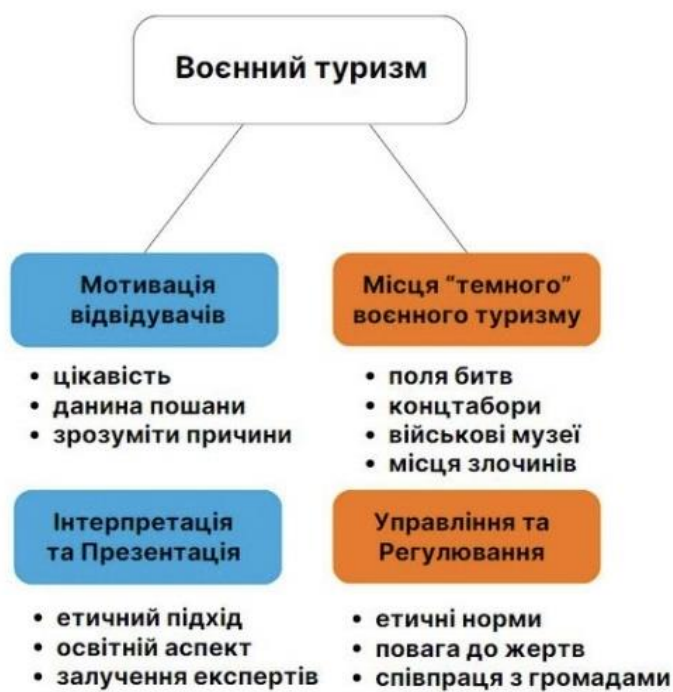 Воєнний туризм
Мотивація
відвідувачів
• цікавість
• данина пошани
• зрозуміти причини
Місця “темного”
воєнного туризму
• поля битв
• концтабори
• військові музеї
• місця злочинів
Інтерпретація
та Презентація
• етичний підхід
• освітній аспект
• залучення експертів
Управління та
Регулювання
• етичні норми
• повага до жертв
• співпраця з громадами